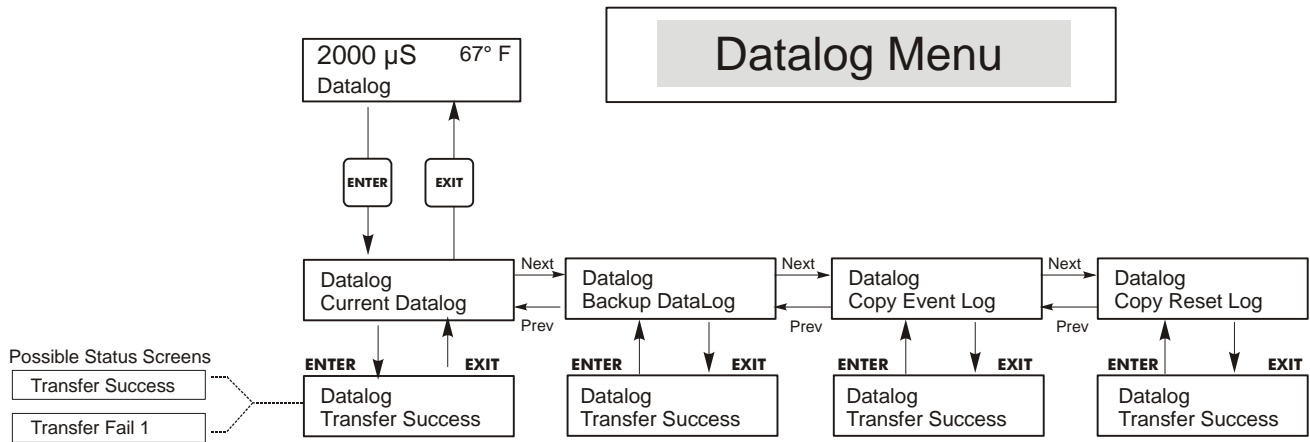 Datalog Menu
2000 µS 67° F
Datalog
ENTER EXIT
Datalog
Current Datalog
Next
Prev
Datalog
Backup DataLog
Next
Prev
Datalog
Copy Event Log
Next
Prev
Datalog
Copy Reset Log
Possible Status Screens
Transfer Success
Transfer Fail 1
ENTER EXIT
Datalog
Transfer Success
ENTER EXIT
Datalog
Transfer Success
ENTER EXIT
Datalog
Transfer Success
ENTER EXIT
Datalog
Transfer Success